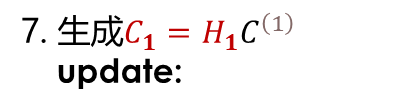 7. 生成C₁ = H₁C⁽¹⁾
update: